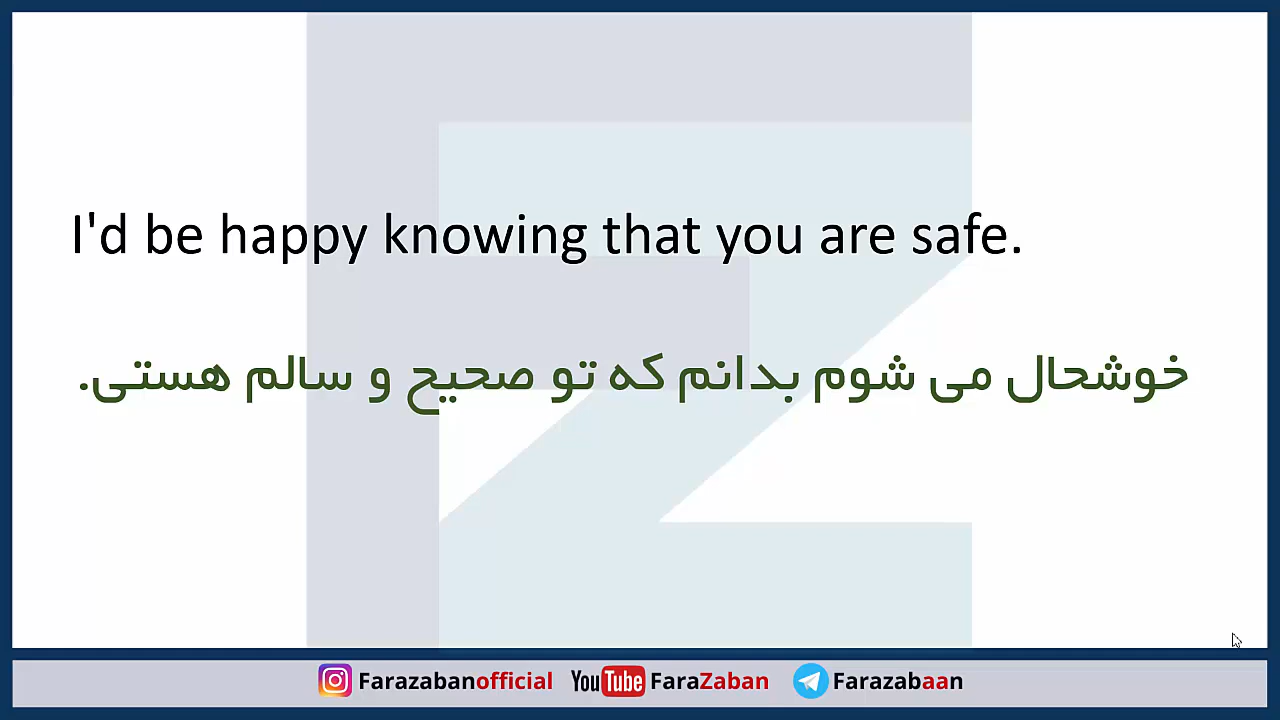 I'd be happy knowing that you are safe.
خوشحال می شوم بدانم که تو صحیح و سالم هستی.
Farazabanofficial YouTube FaraZaban Farazabaan